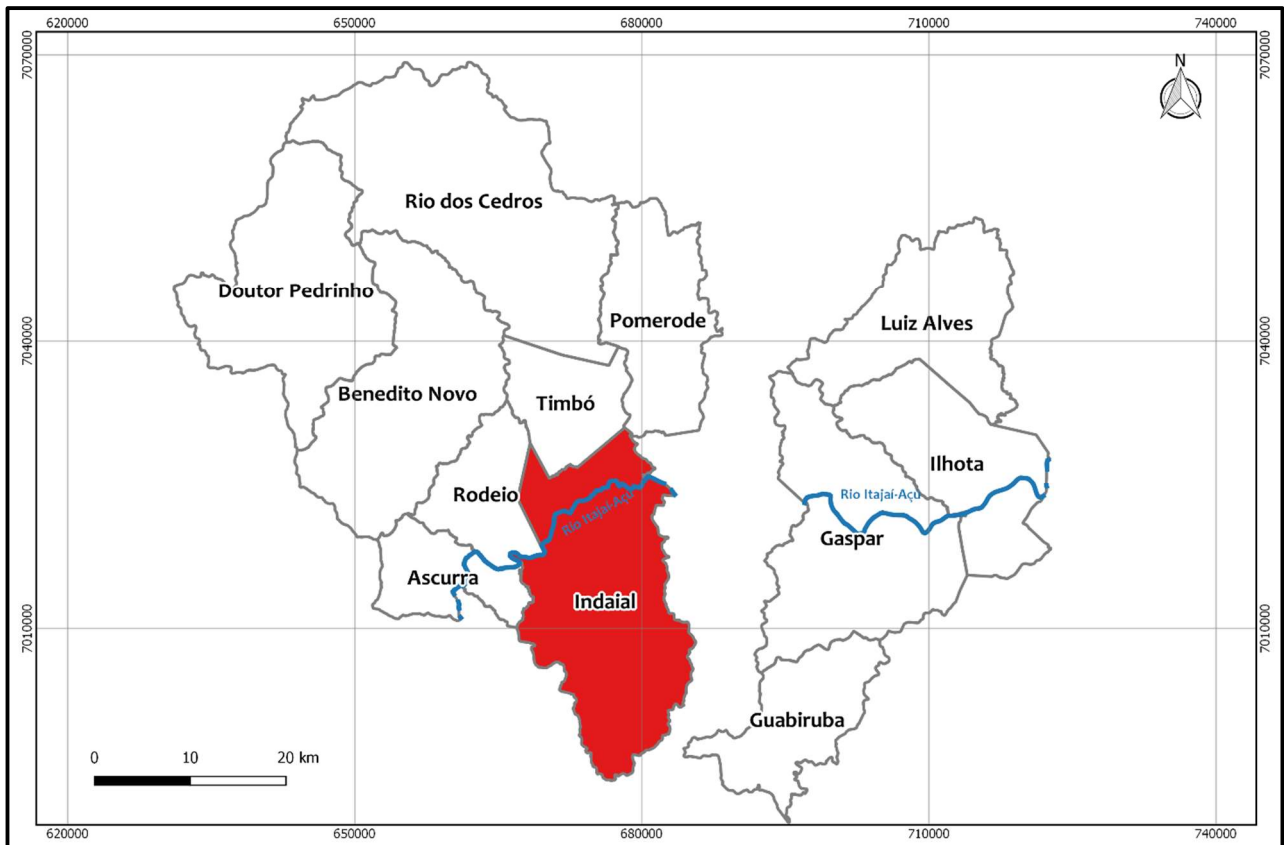 620000
650000
680000
710000
740000
7070000
7070000
N
Rio dos Cedros
Doutor Pedrinho
Pomerode
Luiz Alves
7040000
7040000
Benedito Novo
Timbó
Ilhota
Rodeio
Rio Itajaí-Açu
Rio Itajaí-Açu
Gaspar
Ascurra
Indaial
7010000
7010000
Guabiruba
0 10 20 km
620000
650000
680000
710000
740000